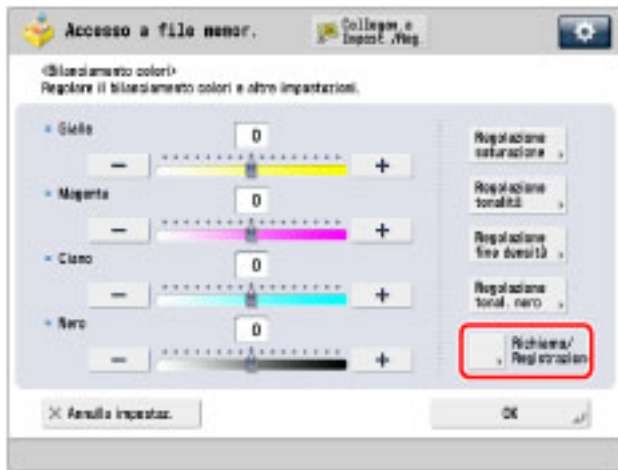 Accesso a file memor.
Collegam.e
Impost./Reg
<Bilanciamento colori>
Regolare il bilanciamento colori e altre impostazioni.
Giallo
0
− +
Magenta
0
− +
Ciano
0
− +
Nero
0
− +
Regolazione
saturazione
Regolazione
tonalità
Regolazione
fine densità
Regolazione
tonal. nero
Richiama/
Registrazione
× Annulla impostaz.
OK